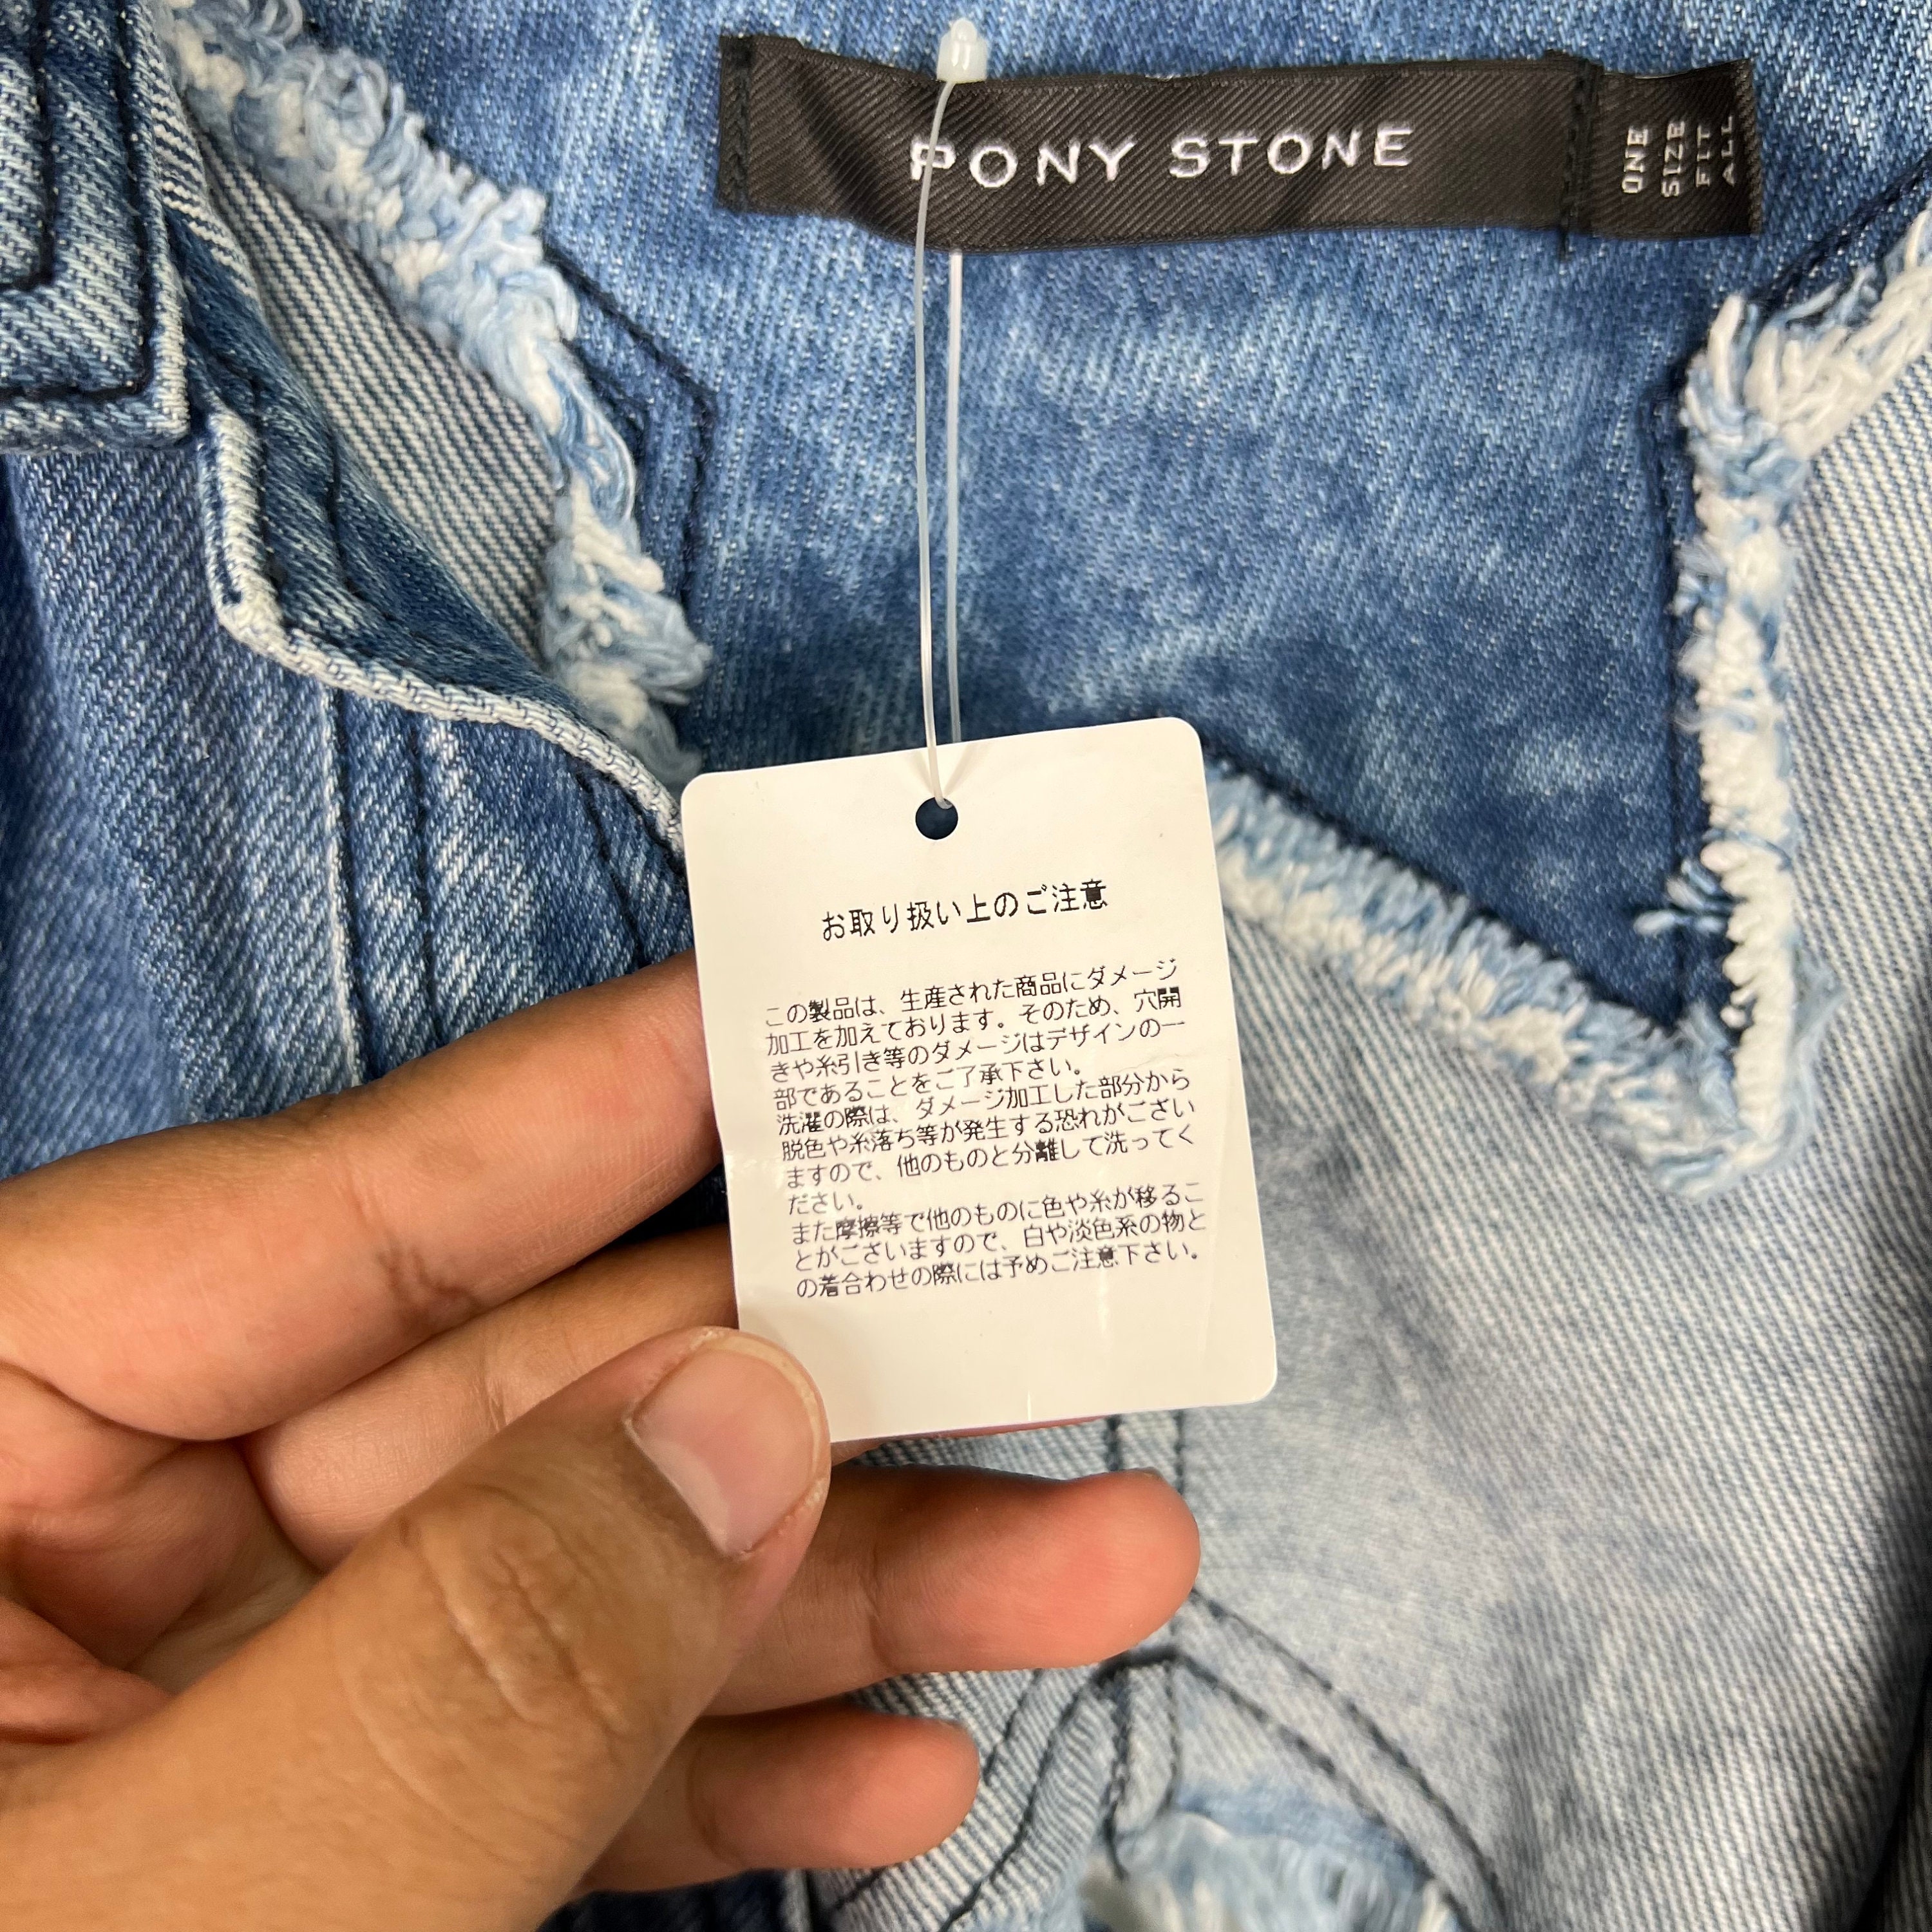 PONY STONE
ONE
SIZE
FIT
ALL
お取り扱い上のご注意
この製品は、生産された商品にダメージ
加工を加えております。そのため、穴開
きや糸引き等のダメージはデザインの一
部であることをご了承下さい。
洗濯の際は、ダメージ加工した部分から
脱色や糸落ち等が発生する恐れがござい
ますので、他のものと分離して洗ってく
ださい。
また摩擦等で他のものに色や糸が移るこ
とがございますので、白や淡色系の物と
の着合わせの際には予めご注意下さい。